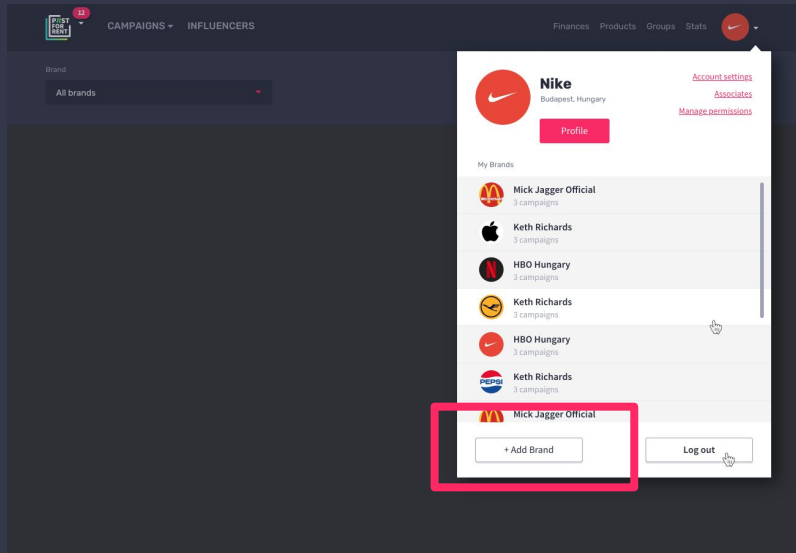 12
POST
FOR
RENT
CAMPAIGNS
INFLUENCERS
Finances
Products
Groups
Stats
Brand
All brands
Nike
Budapest, Hungary
Profile
Account settings
Associates
Manage permissions
My Brands
Mick Jagger Official
3 campaigns
Keth Richards
3 campaigns
HBO Hungary
3 campaigns
Keth Richards
3 campaigns
HBO Hungary
3 campaigns
PEPSI
Keth Richards
3 campaigns
Mick Jagger Official
+ Add Brand
Log out